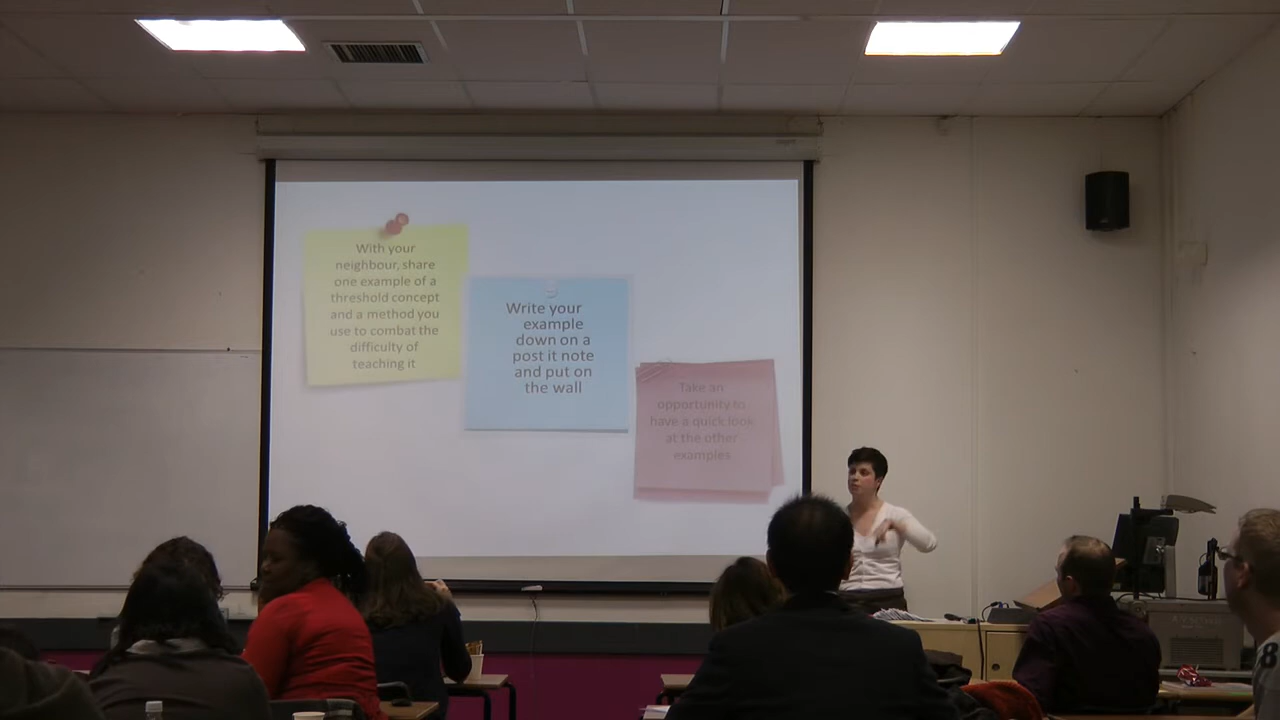 With your
neighbour, share
one example of a
threshold concept
and a method you
use to combat the
difficulty of
teaching it
Write your
example
down on a
post it note
and put on
the wall
Take an
opportunity to
have a quick look
at the other
examples